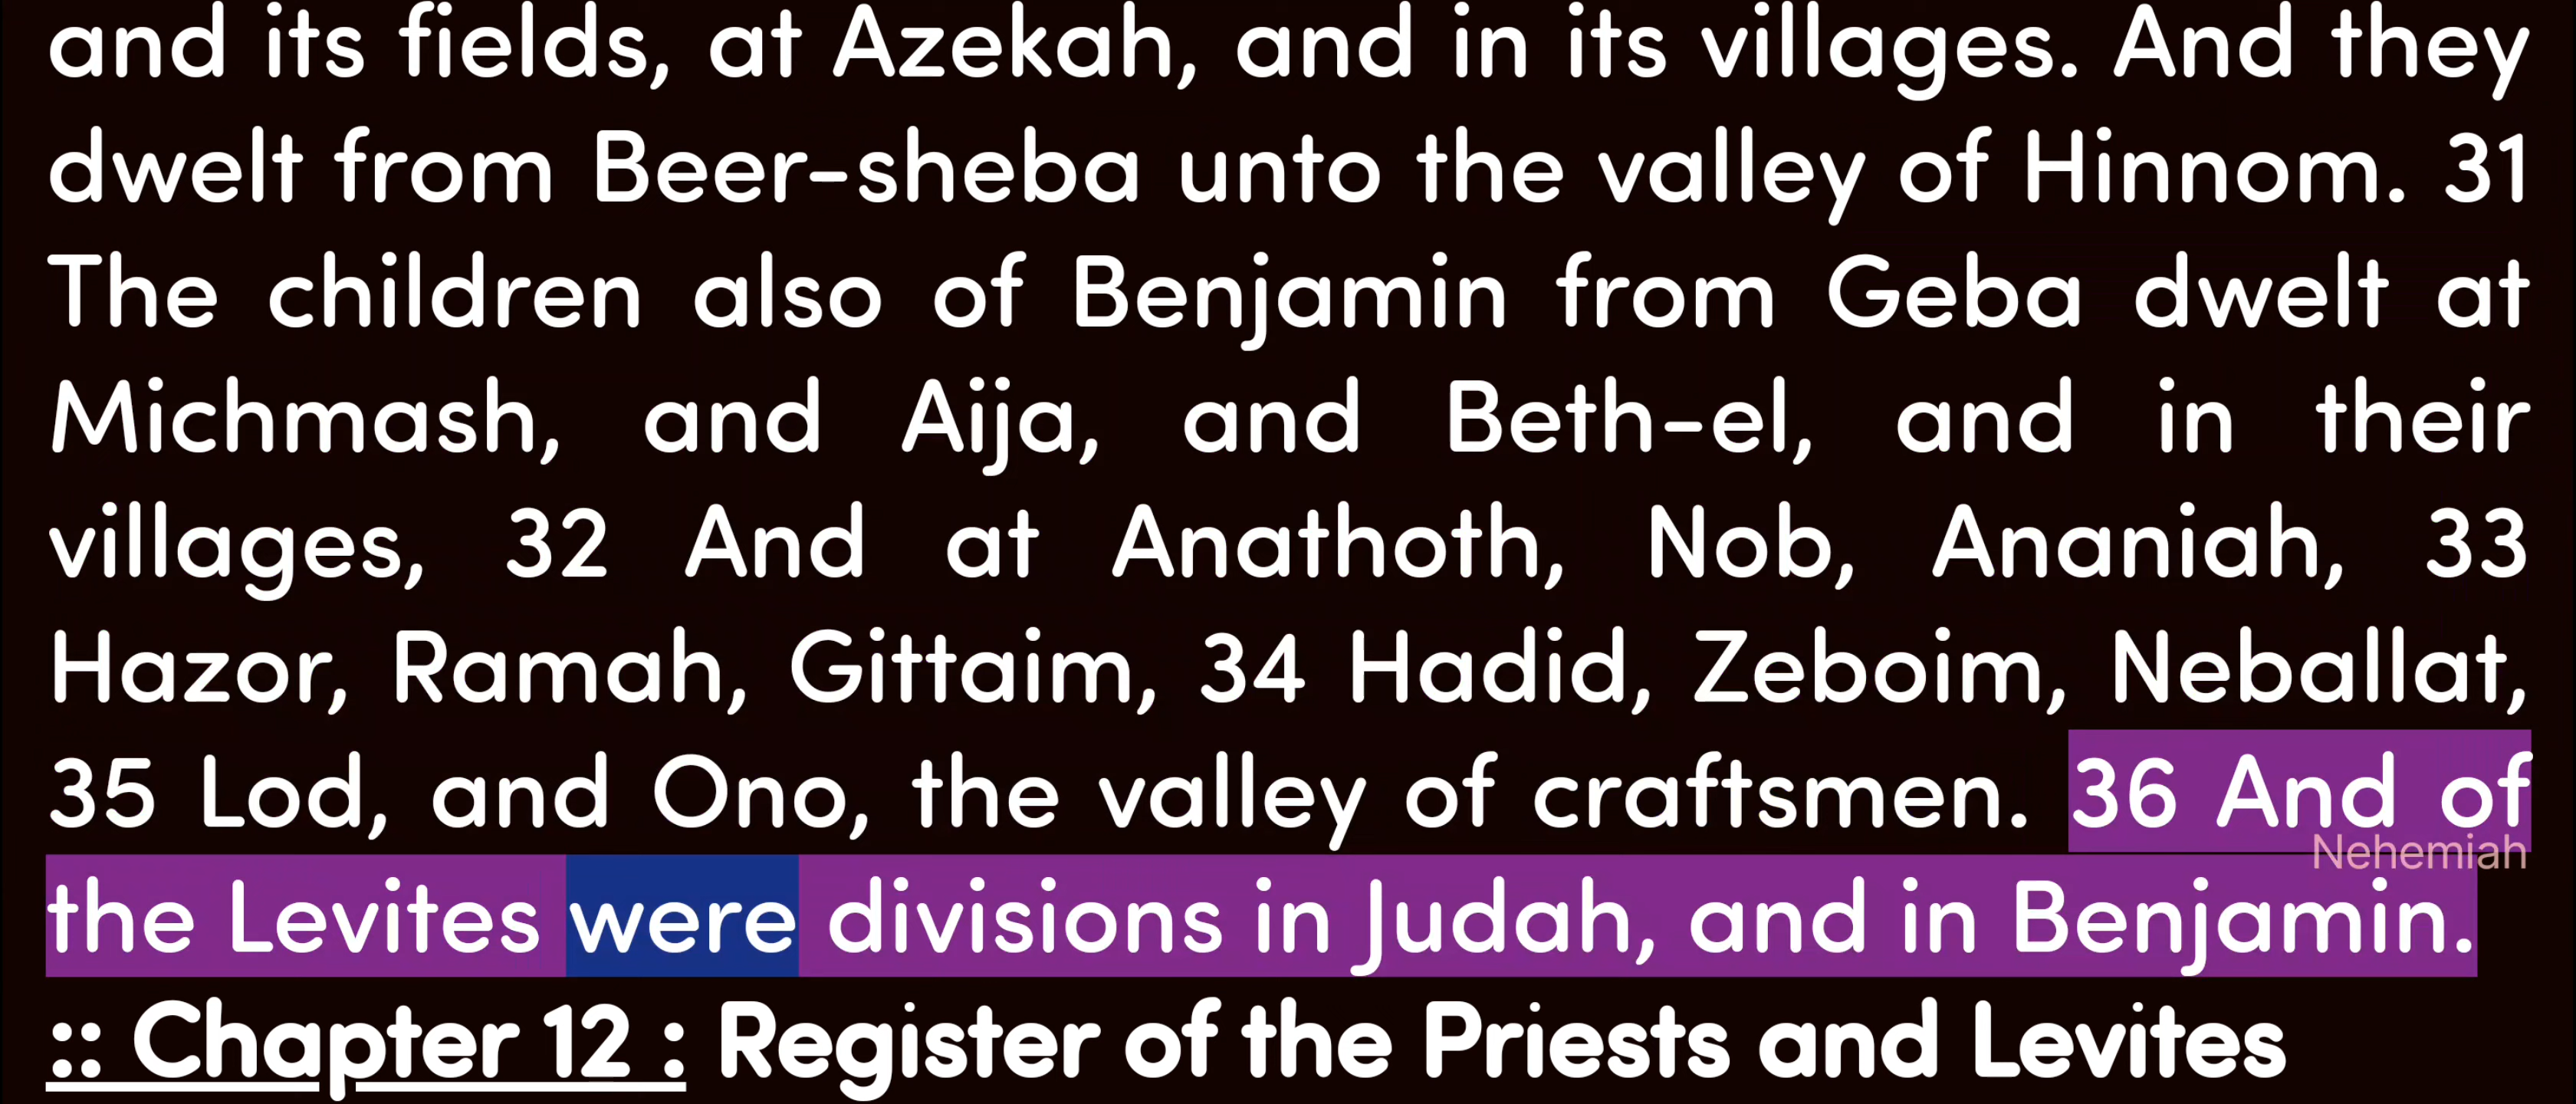 and its fields, at Azekah, and in its villages. And they
dwelt from Beer-sheba unto the valley of Hinnom. 31
The children also of Benjamin from Geba dwelt at
Michmash, and Aija, and Beth-el, and in their
villages, 32 And at Anathoth, Nob, Ananiah, 33
Hazor, Ramah, Gittaim, 34 Hadid, Zeboim, Neballat,
35 Lod, and Ono, the valley of craftsmen. 36 And of
Nehemiah
the Levites were divisions in Judah, and in Benjamin.
:: Chapter 12 : Register of the Priests and Levites